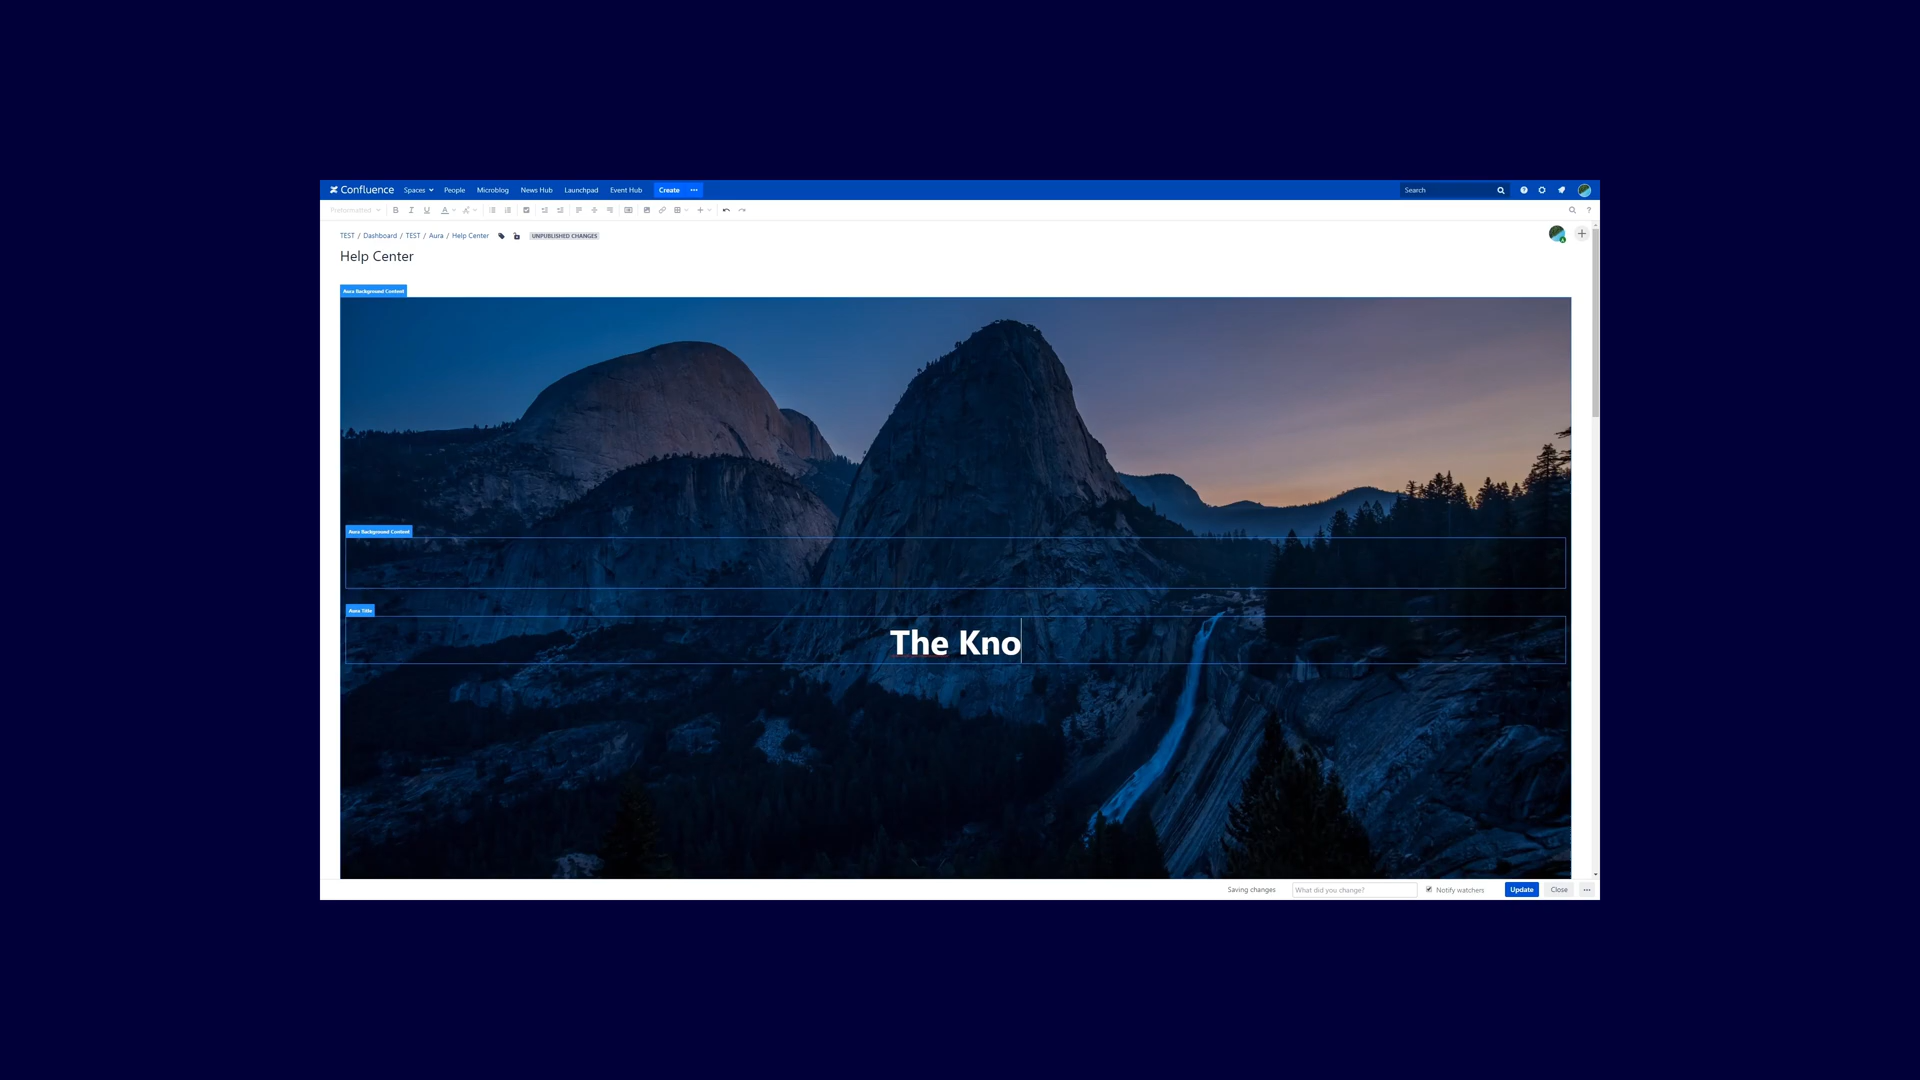 Confluence Spaces People Microblog News Hub Launchpad Event Hub Create ··· Search
Preformatted B I U A
TEST / Dashboard / TEST / Aura / Help Center UNPUBLISHED CHANGES
Help Center
Aura Background Content
Aura Background Content
Aura Title
The Kno
Saving changes What did you change? Notify watchers Update Close ···